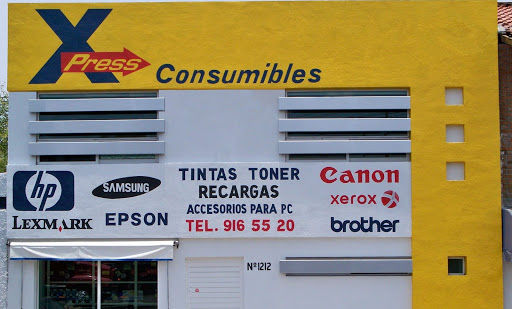 XPress Consumibles
hp
LEXMARK
SAMSUNG
EPSON
TINTAS TONER
RECARGAS
ACCESORIOS PARA PC
TEL. 916 55 20
Canon
xerox
brother
Nº1212